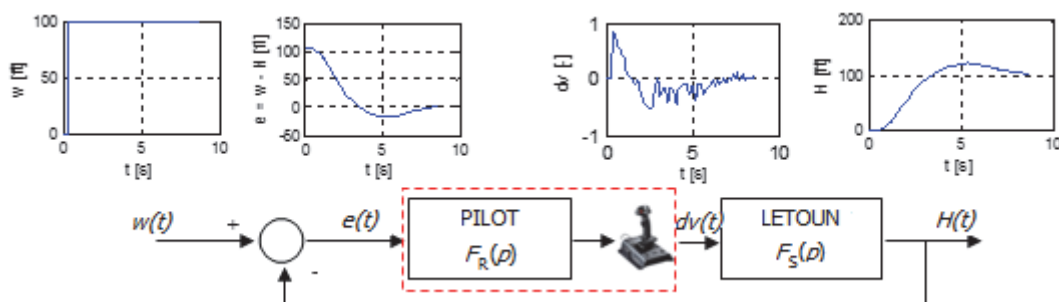 100
50
0
w [ft]
0 5 10
t [s]
150
100
50
0
-50
e = w - H [ft]
0 5 10
t [s]
1
0
-1
dv [-]
0 5 10
t [s]
200
100
0
H [ft]
0 5 10
t [s]
w(t) + e(t) PILOT dv(t) LETOUN H(t)
F_R(p) F_S(p)
-